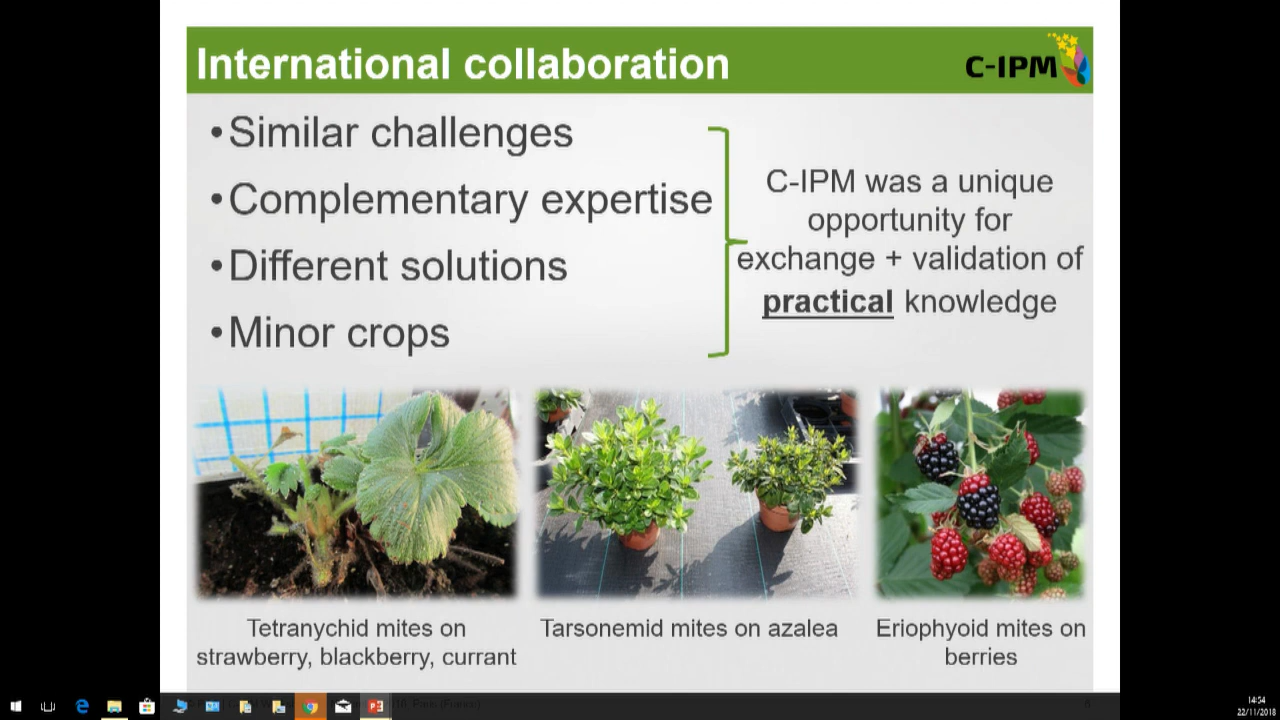 International collaboration
C-IPM
•Similar challenges
•Complementary expertise
•Different solutions
•Minor crops
C-IPM was a unique
opportunity for
exchange + validation of
practical knowledge
Tetranychid mites on
strawberry, blackberry, currant
Tarsonemid mites on azalea
Eriophyoid mites on
berries
14:54
22/11/2018